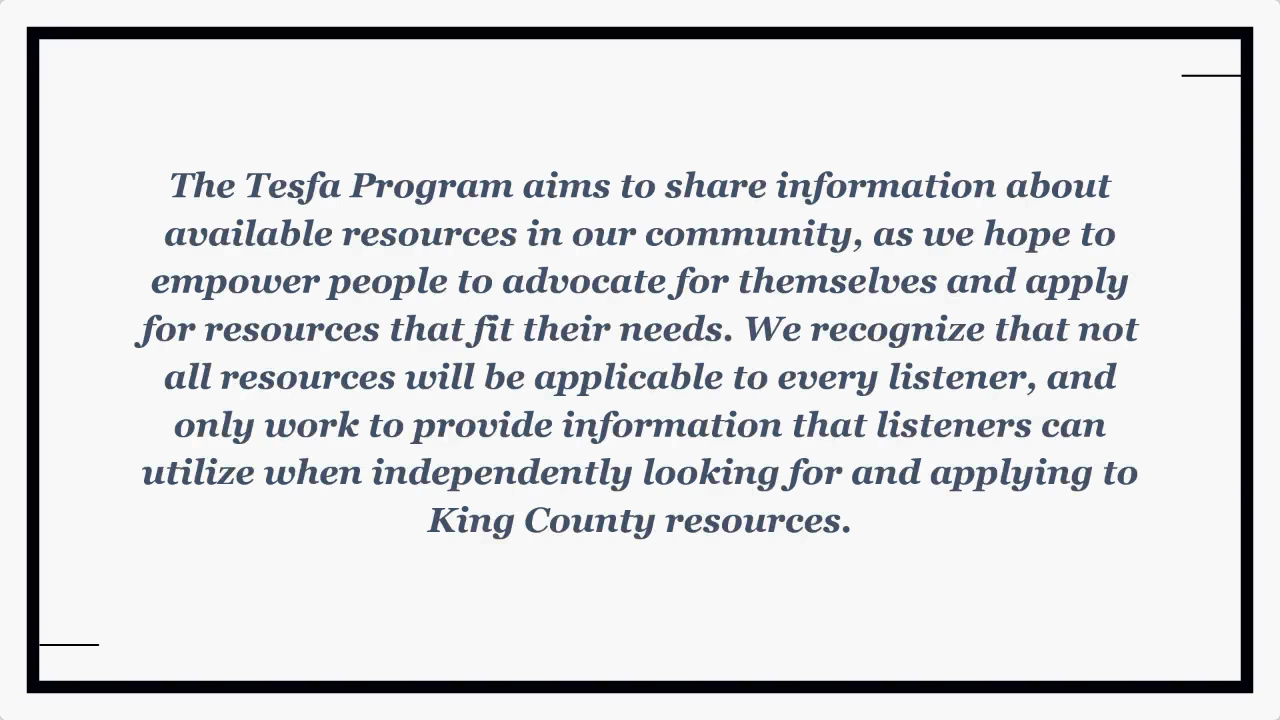 The Tesfa Program aims to share information about
available resources in our community, as we hope to
empower people to advocate for themselves and apply
for resources that fit their needs. We recognize that not
all resources will be applicable to every listener, and
only work to provide information that listeners can
utilize when independently looking for and applying to
King County resources.